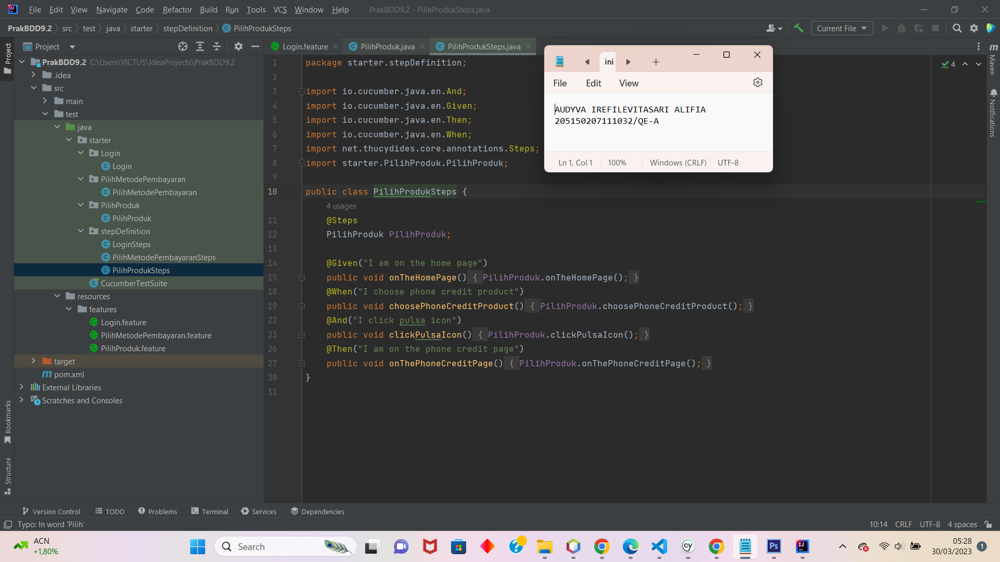 File Edit View Navigate Code Refactor Build Run Tools VCS Window Help PrakBDD9.2 - PilihProdukSteps.java
PrakBDD9.2 src test java starter stepDefinition PilihProdukSteps Current File
Project
Login.feature PilihProduk.java PilihProdukSteps.java
Project
Bookmarks
Structure
PrakBDD9.2 C:\Users\VICTUS\IdeaProjects\PrakBDD9.2
.idea
src
main
test
java
starter
Login
Login
PilihMetodePembayaran
PilihMetodePembayaran
PilihProduk
PilihProduk
stepDefinition
LoginSteps
PilihMetodePembayaranSteps
PilihProdukSteps
CucumberTestSuite
resources
features
Login.feature
PilihMetodePembayaran.feature
PilihProduk.feature
target
pom.xml
External Libraries
Scratches and Consoles
1 package starter.stepDefinition;
2
3 import io.cucumber.java.en.And;
4 import io.cucumber.java.en.Given;
5 import io.cucumber.java.en.Then;
6 import io.cucumber.java.en.When;
7 import net.thucydides.core.annotations.Steps;
8 import starter.PilihProduk.PilihProduk;
9
10 public class PilihProdukSteps {
4 usages
11 @Steps
12 PilihProduk PilihProduk;
13
14 @Given("I am on the home page")
15 public void onTheHomePage() { PilihProduk.onTheHomePage(); }
18 @When("I choose phone credit product")
19 public void choosePhoneCreditProduct() { PilihProduk.choosePhoneCreditProduct(); }
22 @And("I click pulsa icon")
23 public void clickPulsaIcon() { PilihProduk.clickPulsaIcon(); }
26 @Then("I am on the phone credit page")
27 public void onThePhoneCreditPage() { PilihProduk.onThePhoneCreditPage(); }
30 }
31
4
Maven
Notifications
ini
File Edit View
AUDYVA IREFILEVITASARI ALIFIA
205150207111032/QE-A
Ln 1, Col 1 100% Windows (CRLF) UTF-8
Version Control TODO Problems Terminal Services Dependencies
Typo: In word 'Pilih' 10:14 CRLF UTF-8 4 spaces
ACN
+1,80%
Search
cy
Ps
05:28
30/03/2023
1